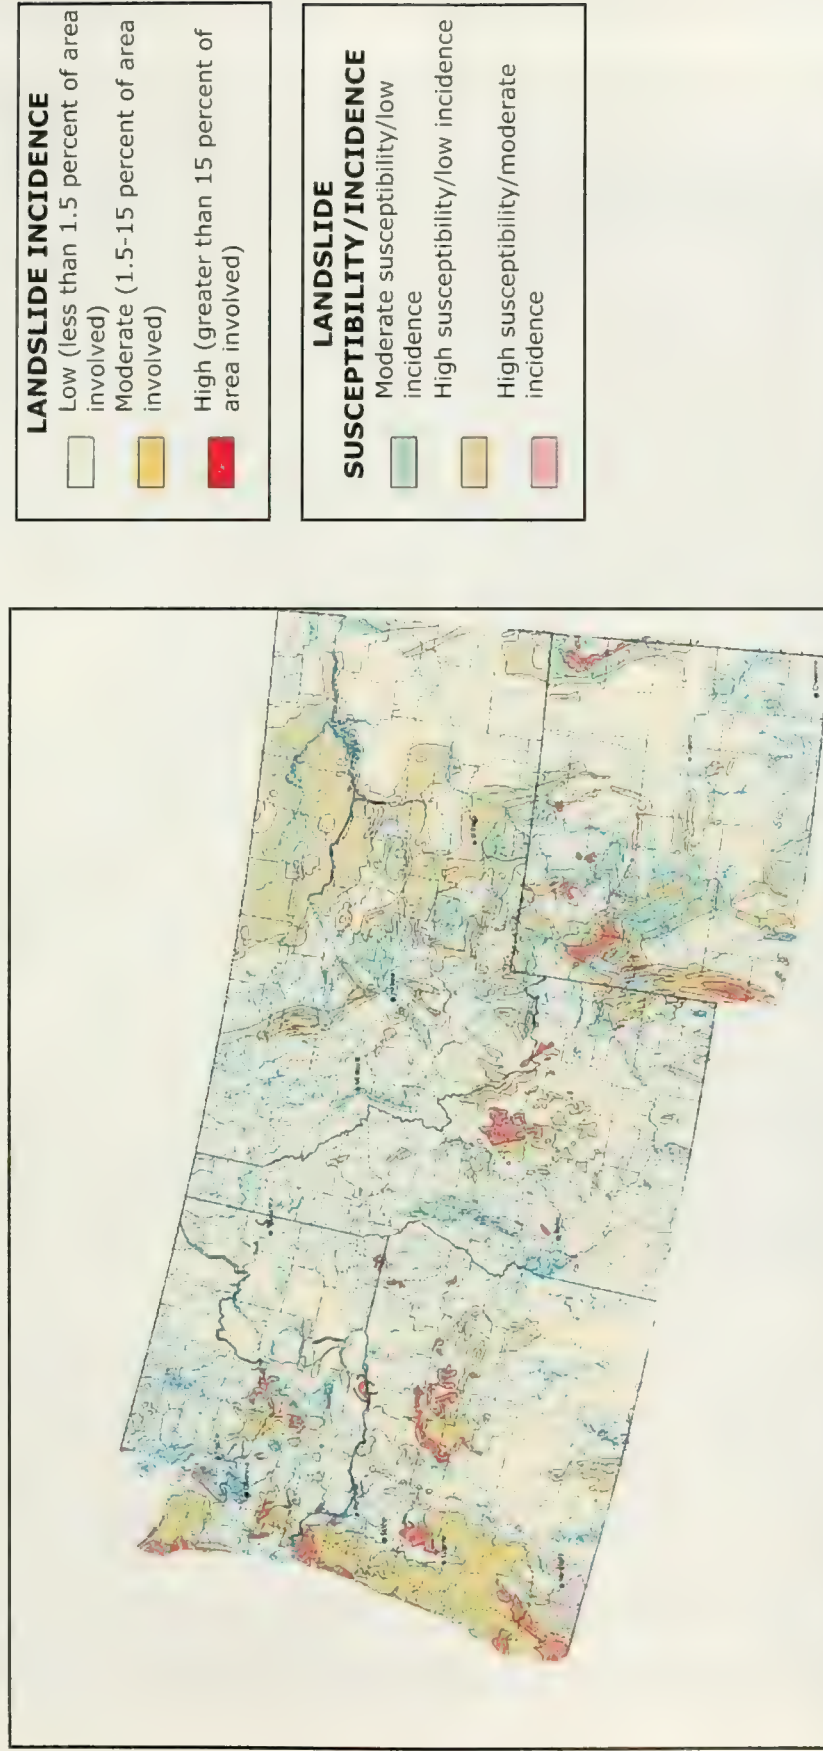 LANDSLIDE INCIDENCE
Low (less than 1.5 percent of area
involved)
Moderate (1.5-15 percent of area
involved)
High (greater than 15 percent of
area involved)
LANDSLIDE
SUSCEPTIBILITY/INCIDENCE
Moderate susceptibility/low
incidence
High susceptibility/low incidence
High susceptibility/moderate
incidence